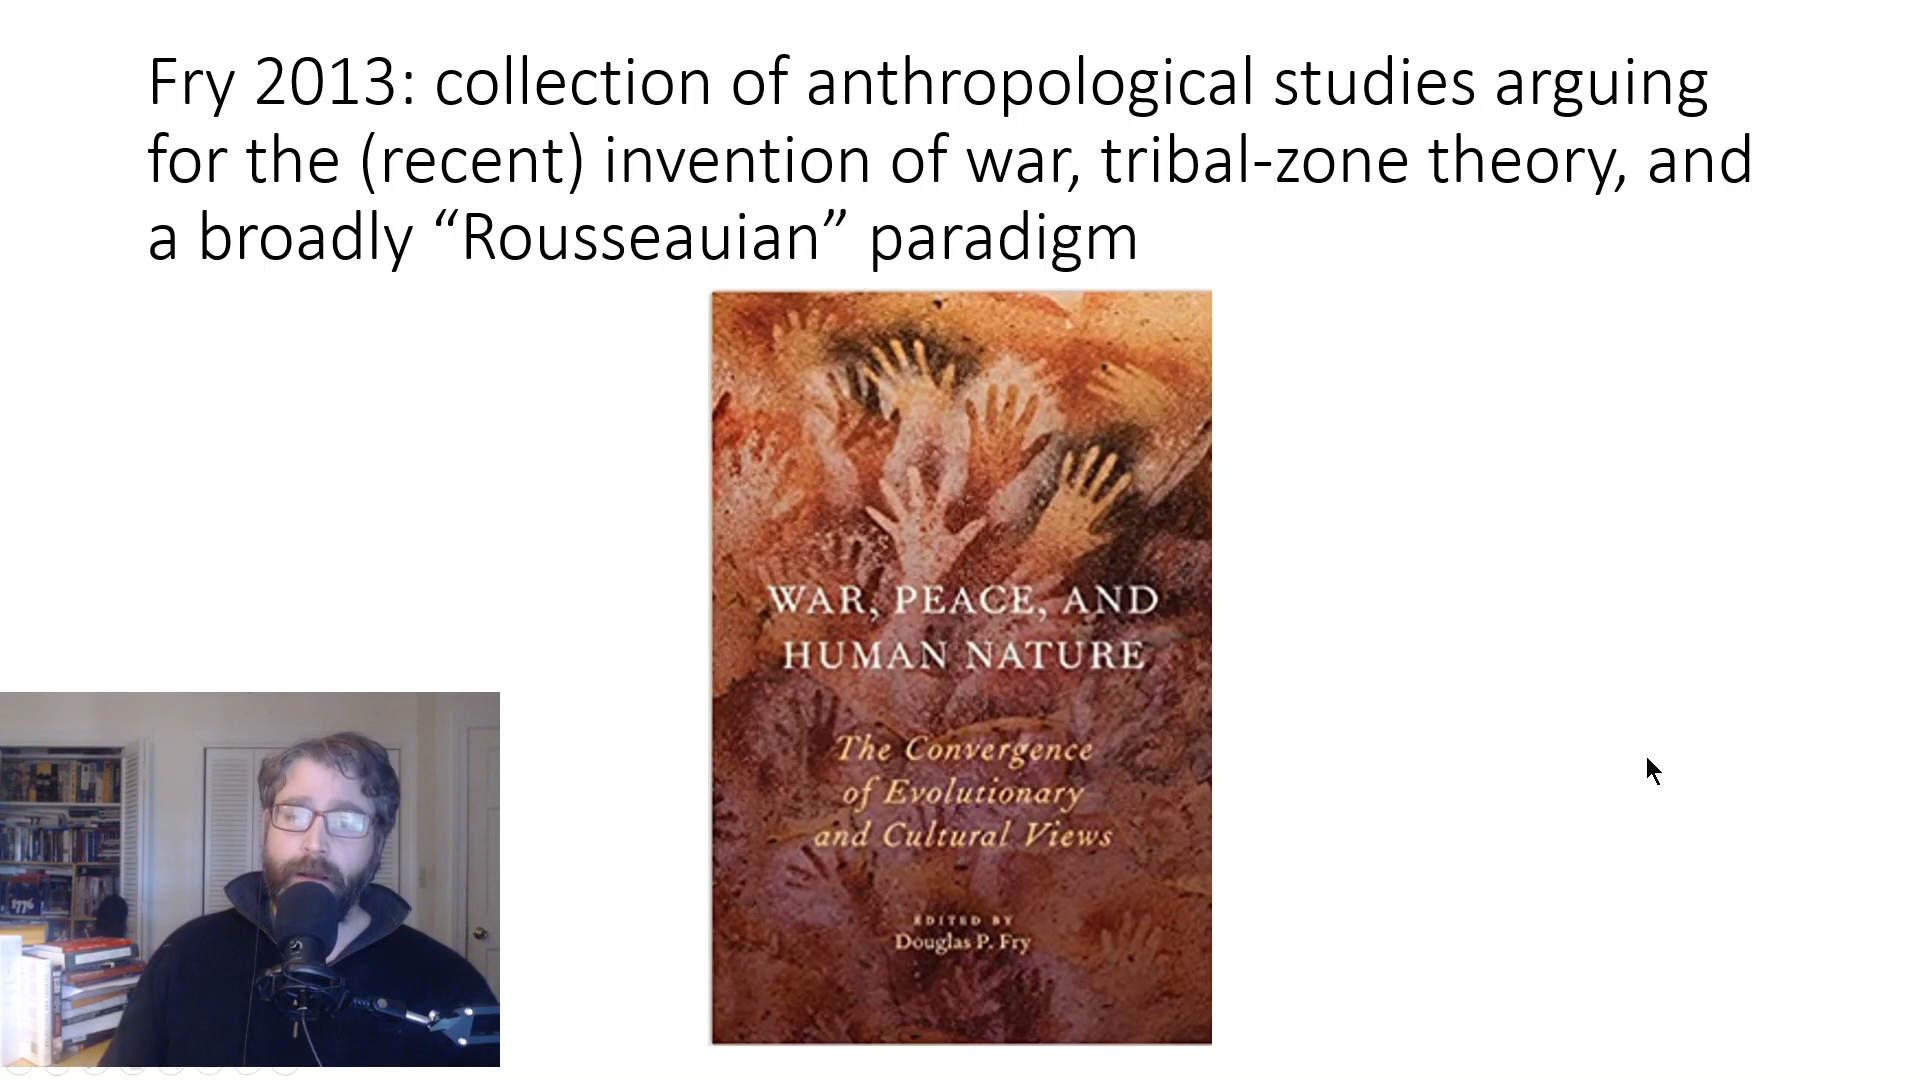 Fry 2013: collection of anthropological studies arguing
for the (recent) invention of war, tribal-zone theory, and
a broadly “Rousseauian” paradigm
WAR, PEACE, AND
HUMAN NATURE
The Convergence
of Evolutionary
and Cultural Views
EDITED BY
Douglas P. Fry
1776